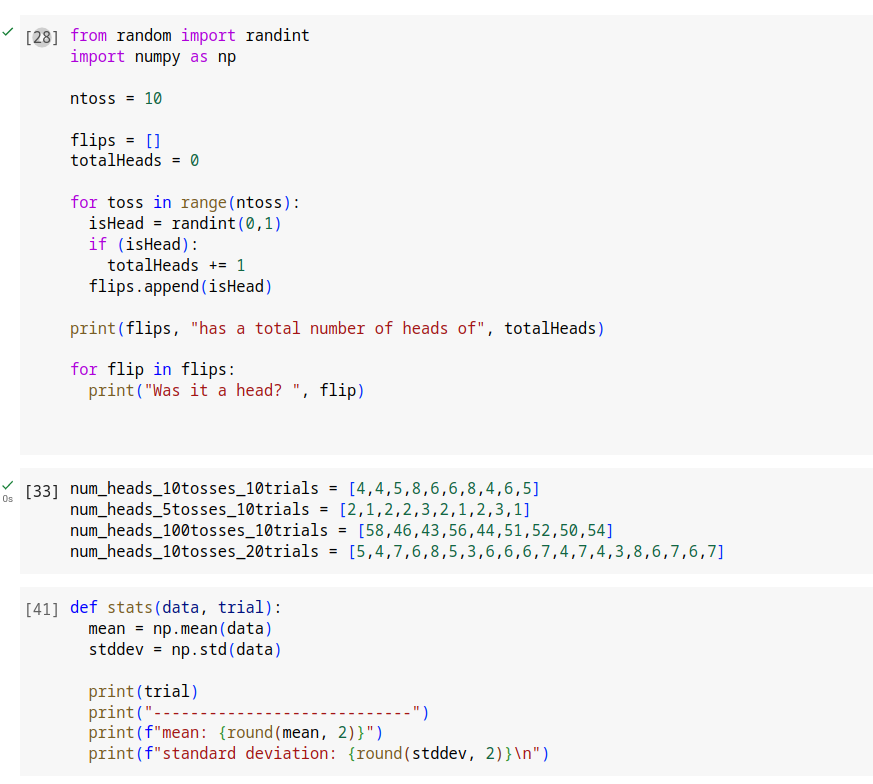 [28] from random import randint
import numpy as np
ntoss = 10
flips = []
totalHeads = 0
for toss in range(ntoss):
  isHead = randint(0,1)
  if (isHead):
    totalHeads += 1
  flips.append(isHead)
print(flips, "has a total number of heads of", totalHeads)
for flip in flips:
  print("Was it a head? ", flip)
[33] num_heads_10tosses_10trials = [4,4,5,8,6,6,8,4,6,5]
0s
num_heads_5tosses_10trials = [2,1,2,2,3,2,1,2,3,1]
num_heads_100tosses_10trials = [58,46,43,56,44,51,52,50,54]
num_heads_10tosses_20trials = [5,4,7,6,8,5,3,6,6,6,7,4,7,4,3,8,6,7,6,7]
[41] def stats(data, trial):
  mean = np.mean(data)
  stddev = np.std(data)
  print(trial)
  print("----------------------------")
  print(f"mean: {round(mean, 2)}")
  print(f"standard deviation: {round(stddev, 2)}\n")